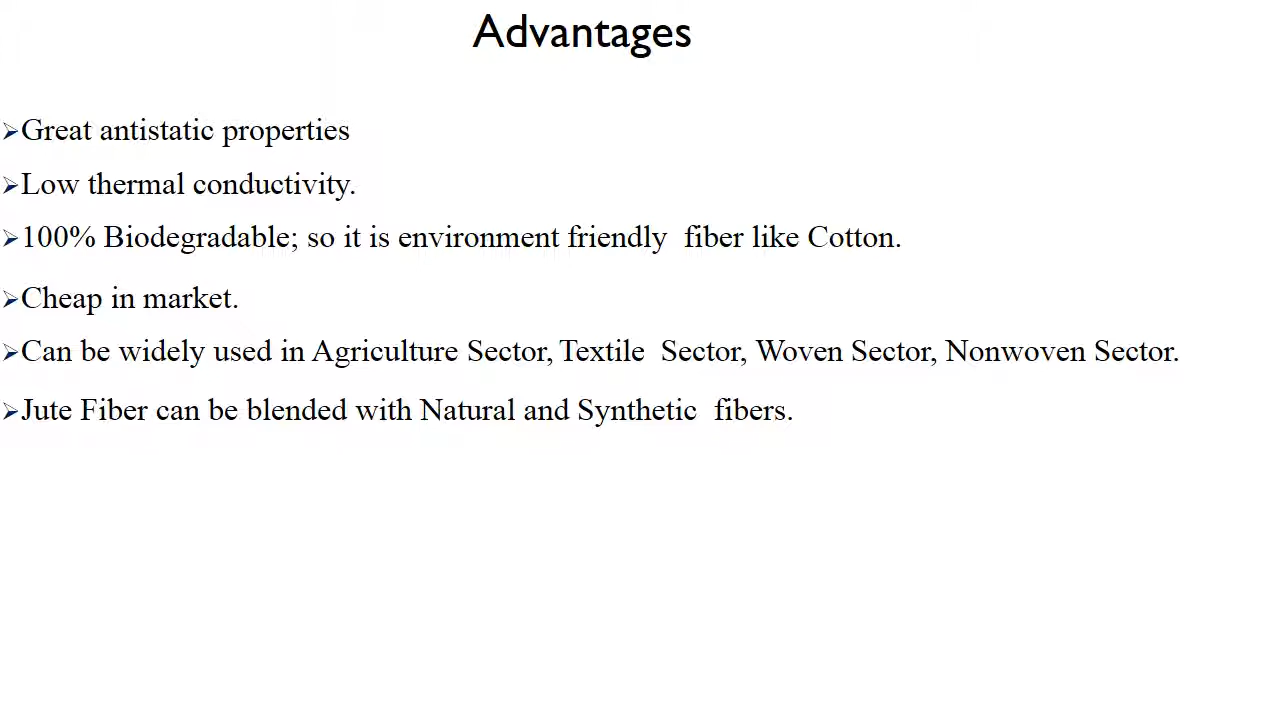 Advantages
➢Great antistatic properties
➢Low thermal conductivity.
➢100% Biodegradable; so it is environment friendly  fiber like Cotton.
➢Cheap in market.
➢Can be widely used in Agriculture Sector, Textile  Sector, Woven Sector, Nonwoven Sector.
➢Jute Fiber can be blended with Natural and Synthetic  fibers.